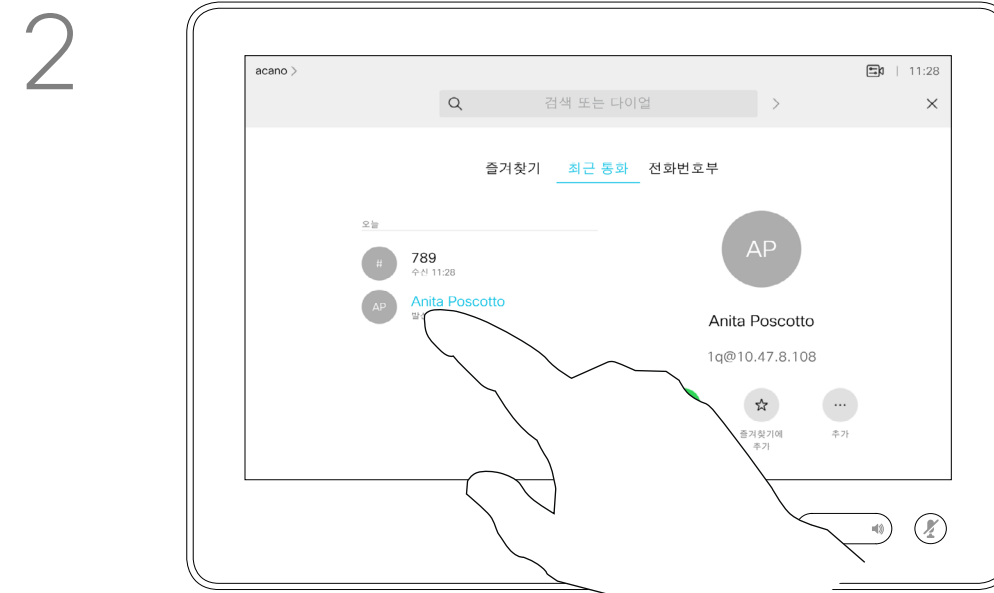 2
acano >
11:28
검색 또는 다이얼
즐겨찾기 최근 통화 전화번호부
오늘
#
789
수신 11:28
AP
Anita Poscotto
AP
Anita Poscotto
1q@10.47.8.108
즐겨찾기에
추가
추가